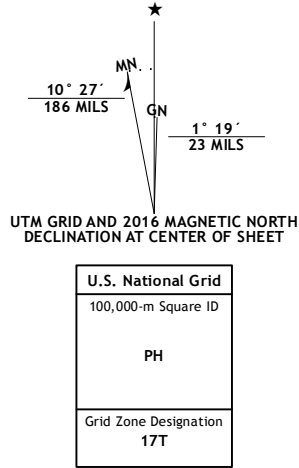 ★
MN
GN
10° 27´
186 MILS
1° 19´
23 MILS
UTM GRID AND 2016 MAGNETIC NORTH
DECLINATION AT CENTER OF SHEET
U.S. National Grid
100,000-m Square ID
PH
Grid Zone Designation
17T